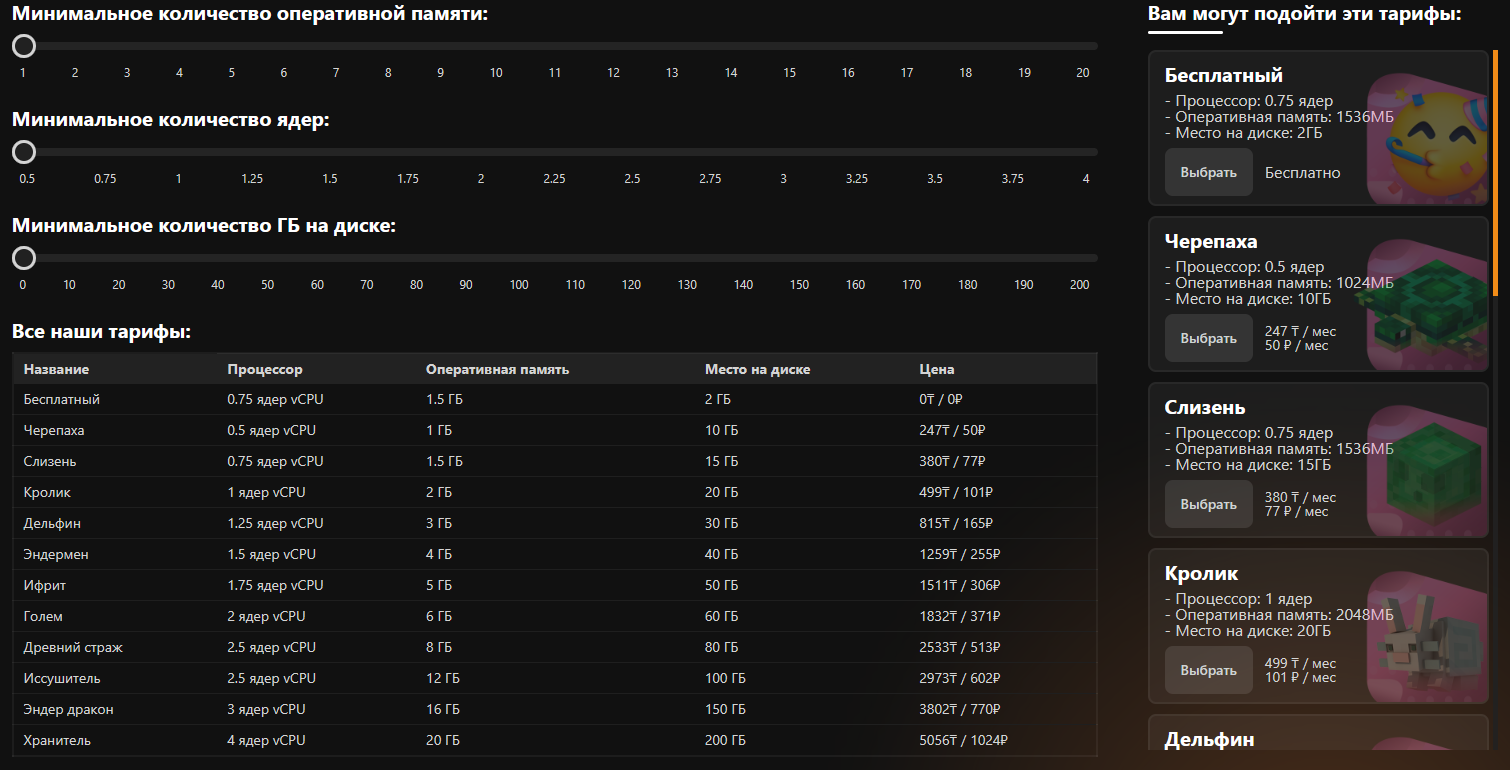 Минимальное количество оперативной памяти:
1 2 3 4 5 6 7 8 9 10 11 12 13 14 15 16 17 18 19 20
Минимальное количество ядер:
0.5 0.75 1 1.25 1.5 1.75 2 2.25 2.5 2.75 3 3.25 3.5 3.75 4
Минимальное количество ГБ на диске:
0 10 20 30 40 50 60 70 80 90 100 110 120 130 140 150 160 170 180 190 200
Все наши тарифы:
Название Процессор Оперативная память Место на диске Цена
Бесплатный 0.75 ядер vCPU 1.5 ГБ 2 ГБ 0₸ / 0₽
Черепаха 0.5 ядер vCPU 1 ГБ 10 ГБ 247₸ / 50₽
Слизень 0.75 ядер vCPU 1.5 ГБ 15 ГБ 380₸ / 77₽
Кролик 1 ядер vCPU 2 ГБ 20 ГБ 499₸ / 101₽
Дельфин 1.25 ядер vCPU 3 ГБ 30 ГБ 815₸ / 165₽
Эндермен 1.5 ядер vCPU 4 ГБ 40 ГБ 1259₸ / 255₽
Ифрит 1.75 ядер vCPU 5 ГБ 50 ГБ 1511₸ / 306₽
Голем 2 ядер vCPU 6 ГБ 60 ГБ 1832₸ / 371₽
Древний страж 2.5 ядер vCPU 8 ГБ 80 ГБ 2533₸ / 513₽
Иссушитель 2.5 ядер vCPU 12 ГБ 100 ГБ 2973₸ / 602₽
Эндер дракон 3 ядер vCPU 16 ГБ 150 ГБ 3802₸ / 770₽
Хранитель 4 ядер vCPU 20 ГБ 200 ГБ 5056₸ / 1024₽
Вам могут подойти эти тарифы:
Бесплатный
- Процессор: 0.75 ядер
- Оперативная память: 1536МБ
- Место на диске: 2ГБ
Выбрать Бесплатно
Черепаха
- Процессор: 0.5 ядер
- Оперативная память: 1024МБ
- Место на диске: 10ГБ
Выбрать
247 ₸ / мес
50 ₽ / мес
Слизень
- Процессор: 0.75 ядер
- Оперативная память: 1536МБ
- Место на диске: 15ГБ
Выбрать
380 ₸ / мес
77 ₽ / мес
Кролик
- Процессор: 1 ядер
- Оперативная память: 2048МБ
- Место на диске: 20ГБ
Выбрать
499 ₸ / мес
101 ₽ / мес
Дельфин